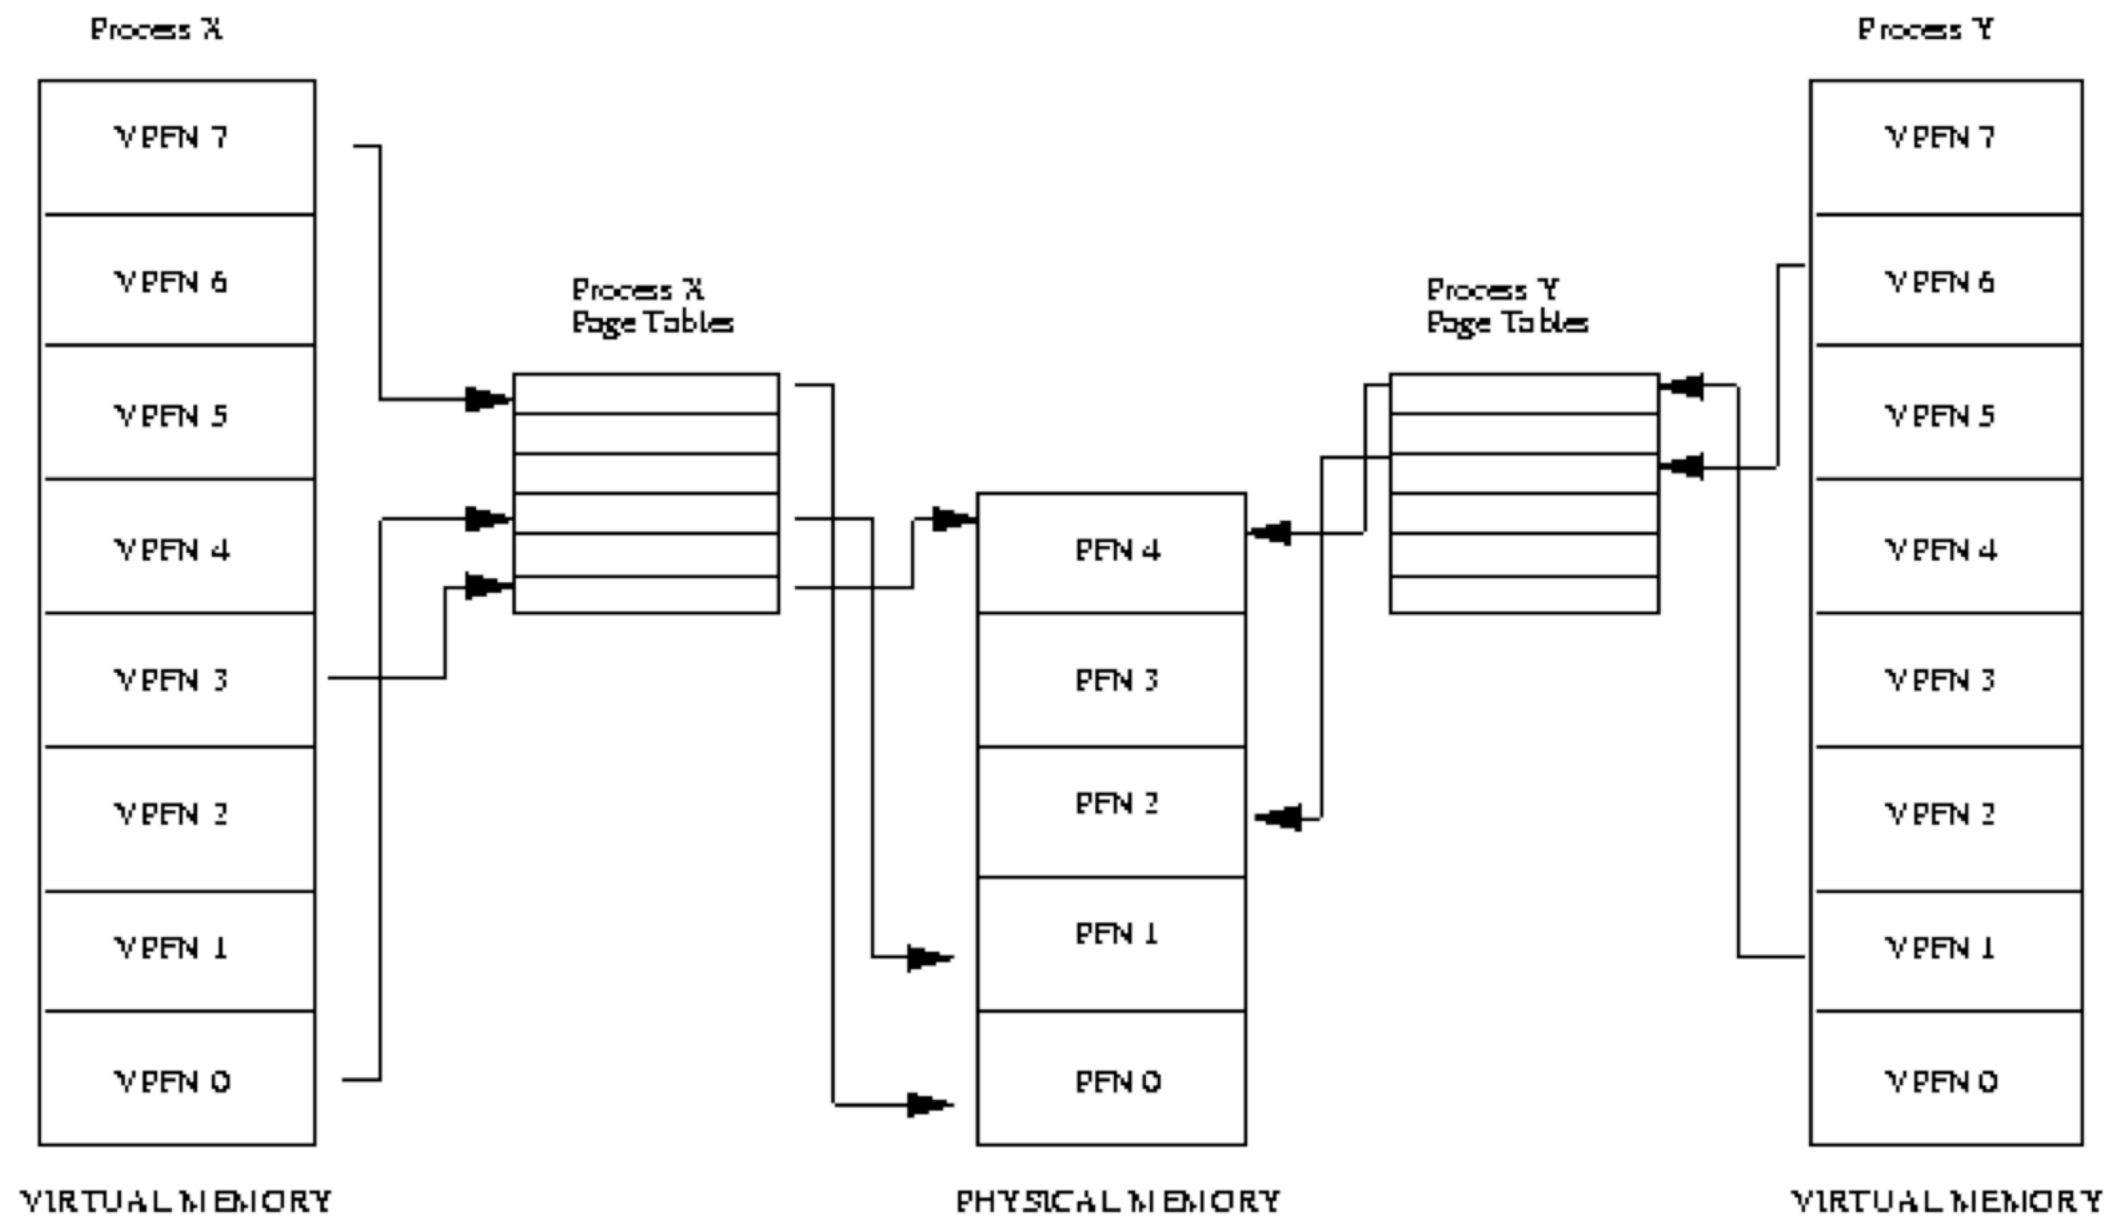 Process X
VPFN 7
VPFN 6
VPFN 5
VPFN 4
VPFN 3
VPFN 2
VPFN 1
VPFN 0
VIRTUAL MEMORY
Process X
Page Tables
PFN 4
PFN 3
PFN 2
PFN 1
PFN 0
PHYSICAL MEMORY
Process Y
Page Tables
Process Y
VPFN 7
VPFN 6
VPFN 5
VPFN 4
VPFN 3
VPFN 2
VPFN 1
VPFN 0
VIRTUAL MEMORY